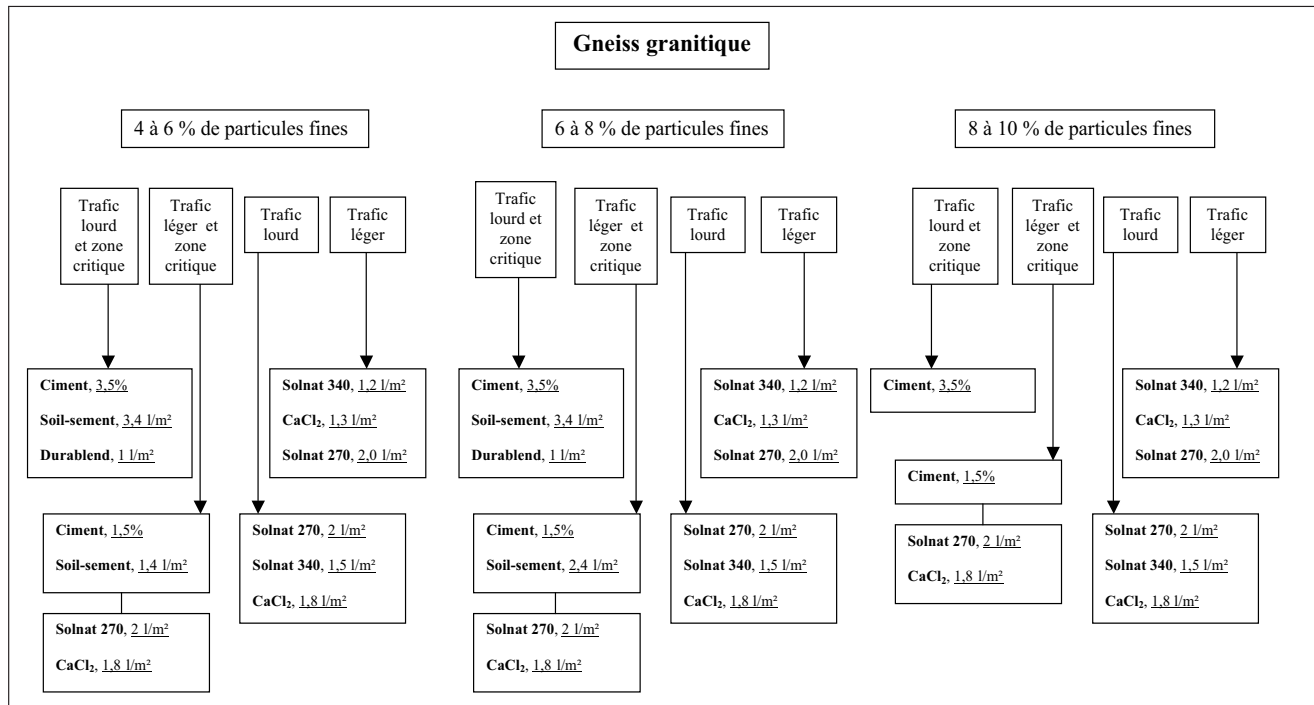 Gneiss granitique
4 à 6 % de particules fines
Trafic
lourd
et zone
critique
Trafic
léger et
zone
critique
Trafic
lourd
Trafic
léger
Ciment, 3,5%
Soil-sement, 3,4 l/m²
Durablend, 1 l/m²
Solnat 340, 1,2 l/m²
CaCl₂, 1,3 l/m²
Solnat 270, 2,0 l/m²
Ciment, 1,5%
Soil-sement, 1,4 l/m²
Solnat 270, 2 l/m²
CaCl₂, 1,8 l/m²
Solnat 270, 2 l/m²
Solnat 340, 1,5 l/m²
CaCl₂, 1,8 l/m²
6 à 8 % de particules fines
Trafic
lourd et
zone
critique
Trafic
léger et
zone
critique
Trafic
lourd
Trafic
léger
Ciment, 3,5%
Soil-sement, 3,4 l/m²
Durablend, 1 l/m²
Solnat 340, 1,2 l/m²
CaCl₂, 1,3 l/m²
Solnat 270, 2,0 l/m²
Ciment, 1,5%
Soil-sement, 2,4 l/m²
Solnat 270, 2 l/m²
CaCl₂, 1,8 l/m²
Solnat 270, 2 l/m²
Solnat 340, 1,5 l/m²
CaCl₂, 1,8 l/m²
8 à 10 % de particules fines
Trafic
lourd et
zone
critique
Trafic
léger et
zone
critique
Trafic
lourd
Trafic
léger
Ciment, 3,5%
Solnat 340, 1,2 l/m²
CaCl₂, 1,3 l/m²
Solnat 270, 2,0 l/m²
Ciment, 1,5%
Solnat 270, 2 l/m²
CaCl₂, 1,8 l/m²
Solnat 270, 2 l/m²
Solnat 340, 1,5 l/m²
CaCl₂, 1,8 l/m²